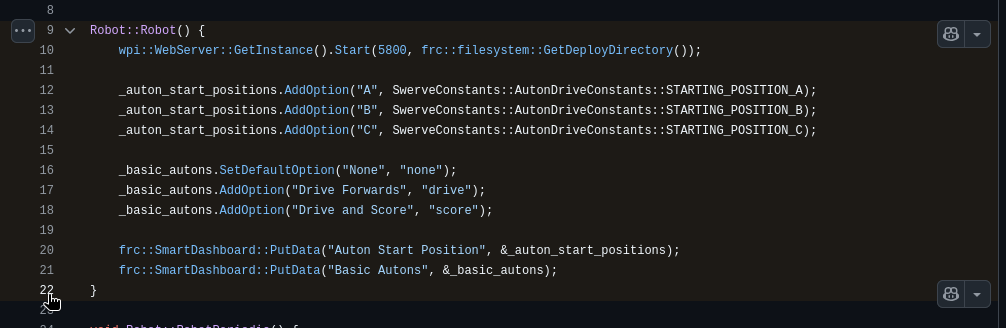 8
9 Robot::Robot() {
10 wpi::WebServer::GetInstance().Start(5800, frc::filesystem::GetDeployDirectory());
11
12 _auton_start_positions.AddOption("A", SwerveConstants::AutonDriveConstants::STARTING_POSITION_A);
13 _auton_start_positions.AddOption("B", SwerveConstants::AutonDriveConstants::STARTING_POSITION_B);
14 _auton_start_positions.AddOption("C", SwerveConstants::AutonDriveConstants::STARTING_POSITION_C);
15
16 _basic_autons.SetDefaultOption("None", "none");
17 _basic_autons.AddOption("Drive Forwards", "drive");
18 _basic_autons.AddOption("Drive and Score", "score");
19
20 frc::SmartDashboard::PutData("Auton Start Position", &_auton_start_positions);
21 frc::SmartDashboard::PutData("Basic Autons", &_basic_autons);
22 }
23
24 void Robot::RobotPeriodic() {